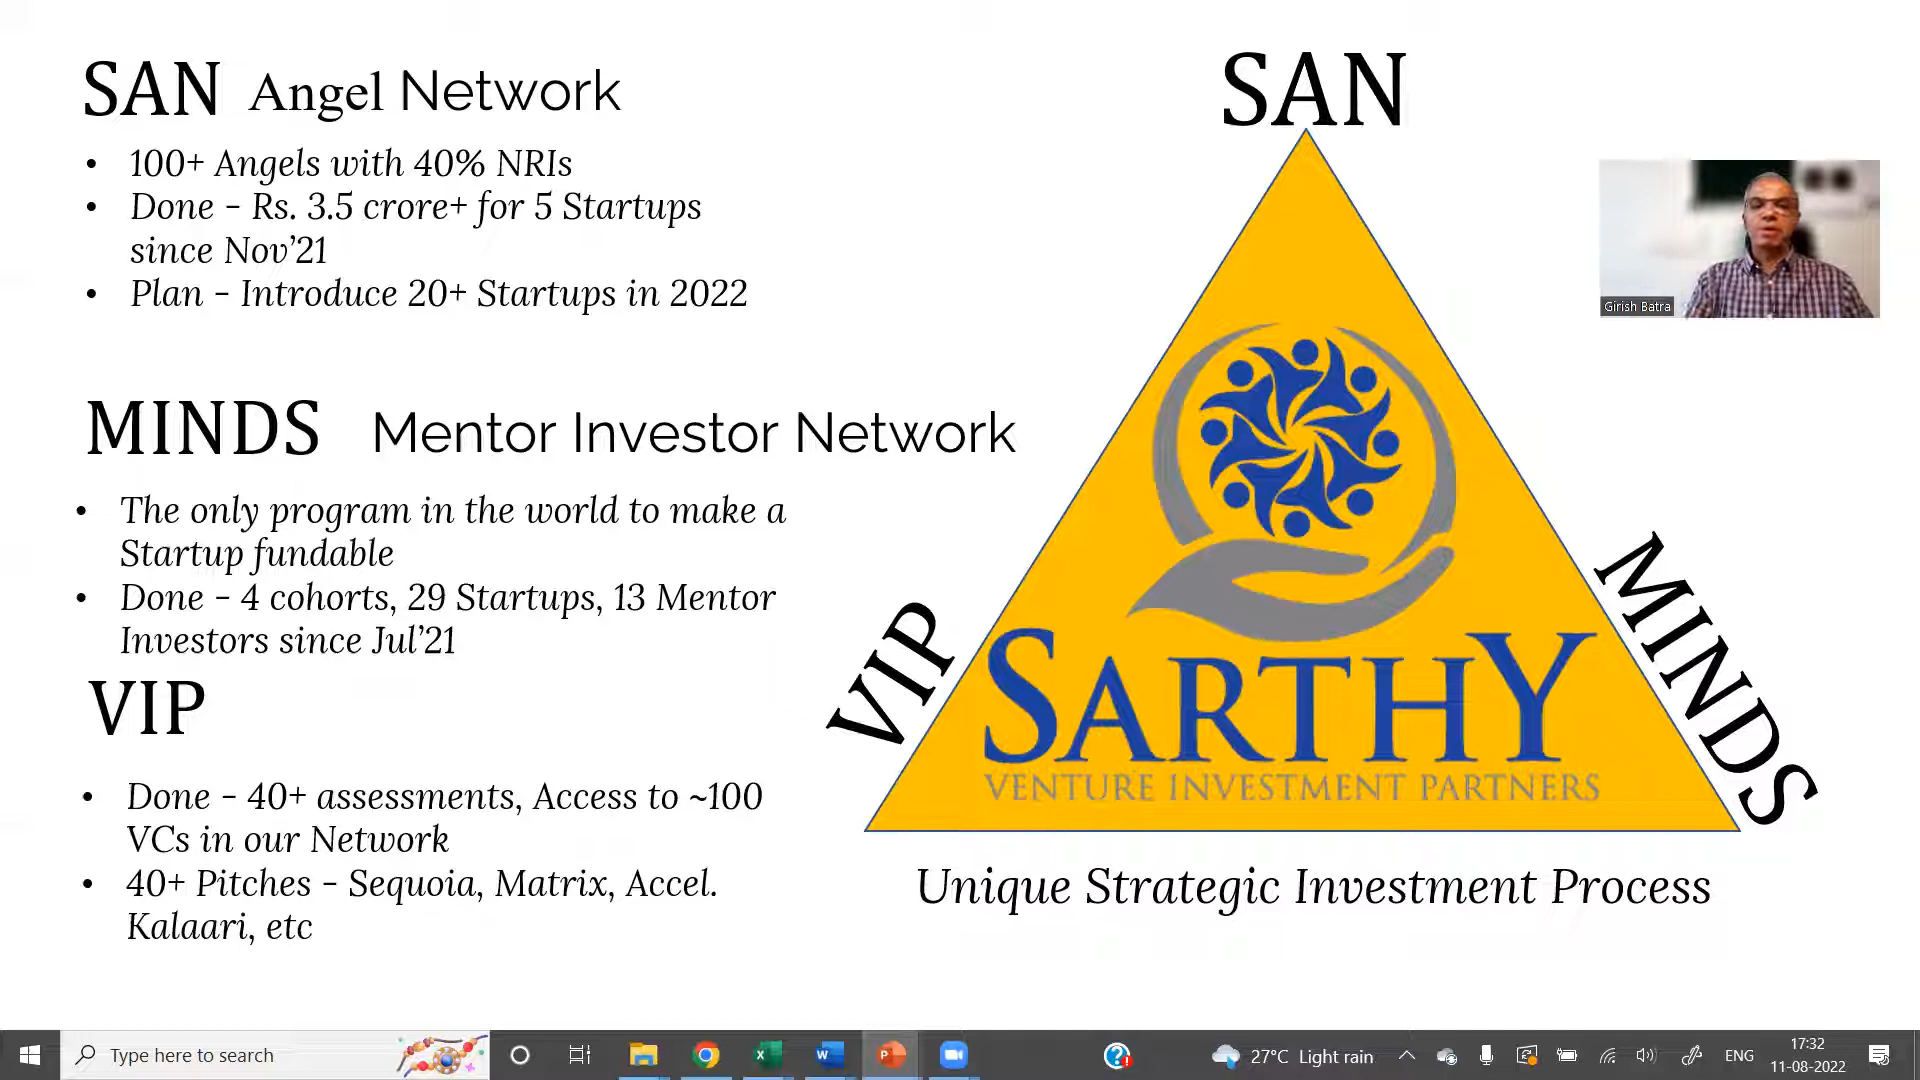 SAN Angel Network
• 100+ Angels with 40% NRIs
• Done - Rs. 3.5 crore+ for 5 Startups
since Nov’21
• Plan - Introduce 20+ Startups in 2022
MINDS Mentor Investor Network
• The only program in the world to make a
Startup fundable
• Done - 4 cohorts, 29 Startups, 13 Mentor
Investors since Jul’21
VIP
• Done - 40+ assessments, Access to ~100
VCs in our Network
• 40+ Pitches - Sequoia, Matrix, Accel.
Kalaari, etc
SAN
VIP
MINDS
SARTHY
VENTURE INVESTMENT PARTNERS
Unique Strategic Investment Process
Girish Batra
Type here to search
27°C Light rain
ENG
17:32
11-08-2022